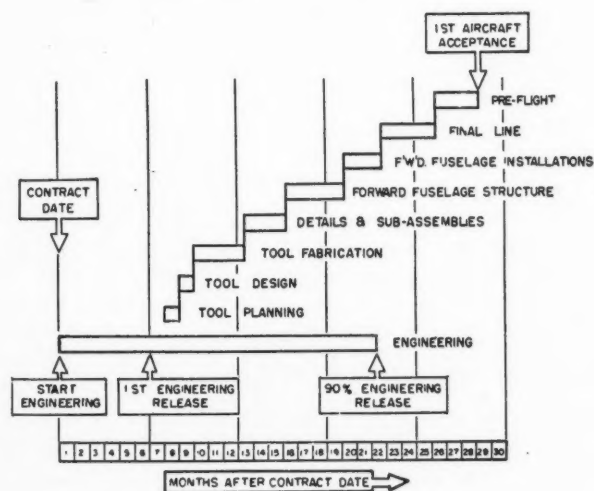 1ST AIRCRAFT
ACCEPTANCE
PRE-FLIGHT
FINAL LINE
F'W'D. FUSELAGE INSTALLATIONS
CONTRACT
DATE
FORWARD FUSELAGE STRUCTURE
DETAILS & SUB-ASSEMBLIES
TOOL FABRICATION
TOOL DESIGN
TOOL PLANNING
ENGINEERING
START
ENGINEERING
1ST ENGINEERING
RELEASE
90% ENGINEERING
RELEASE
1 2 3 4 5 6 7 8 9 10 11 12 13 14 15 16 17 18 19 20 21 22 23 24 25 26 27 28 29 30
MONTHS AFTER CONTRACT DATE